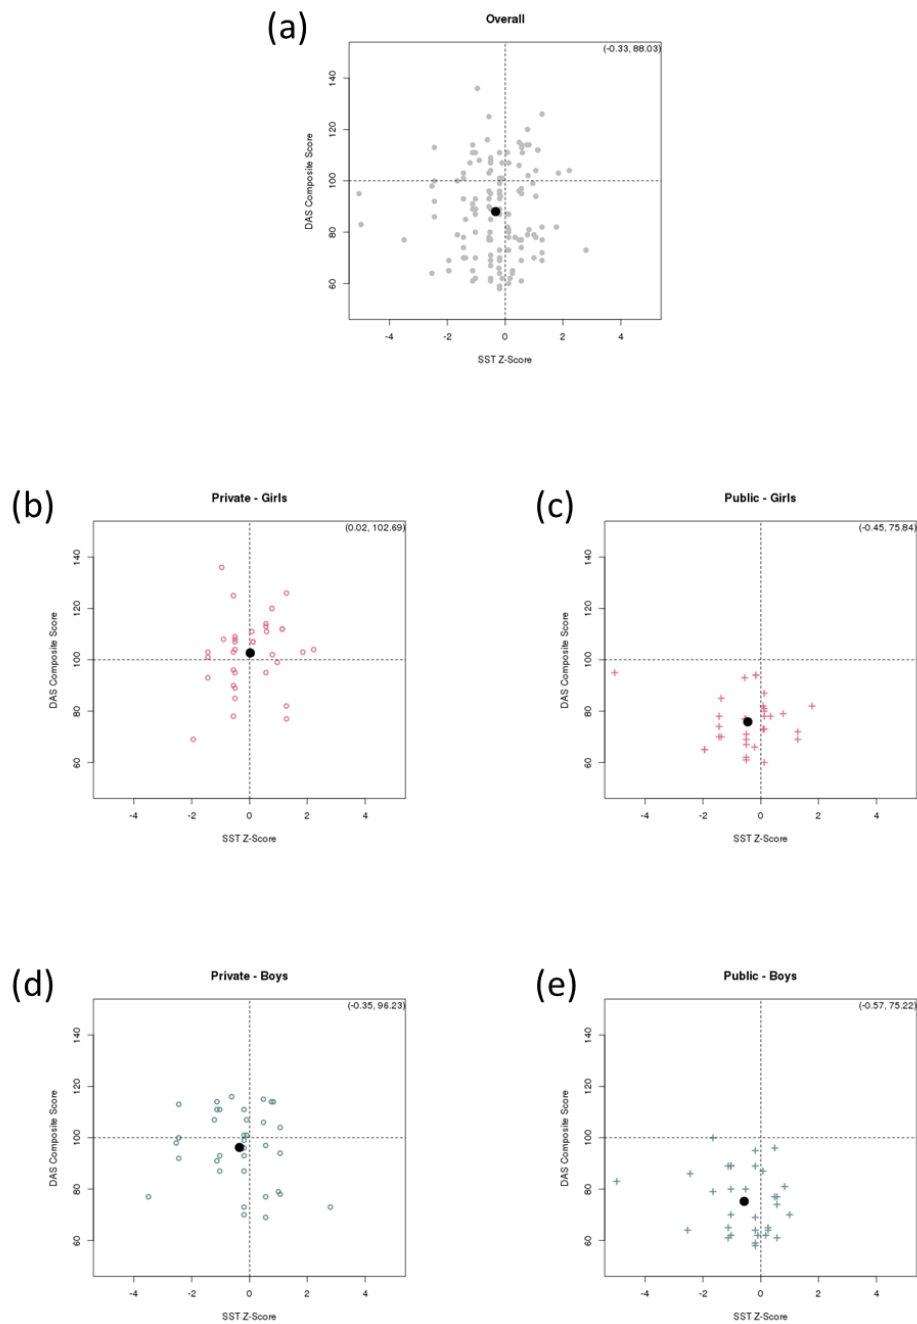 (a)
Overall
(-0.33, 88.03)
140
120
100
80
60
DAS Composite Score
-4 -2 0 2 4
SST Z-Score
(b)
Private - Girls
(0.02, 102.69)
140
120
100
80
60
DAS Composite Score
-4 -2 0 2 4
SST Z-Score
(c)
Public - Girls
(-0.45, 75.84)
140
120
100
80
60
DAS Composite Score
-4 -2 0 2 4
SST Z-Score
(d)
Private - Boys
(-0.35, 96.23)
140
120
100
80
60
DAS Composite Score
-4 -2 0 2 4
SST Z-Score
(e)
Public - Boys
(-0.57, 75.22)
140
120
100
80
60
DAS Composite Score
-4 -2 0 2 4
SST Z-Score